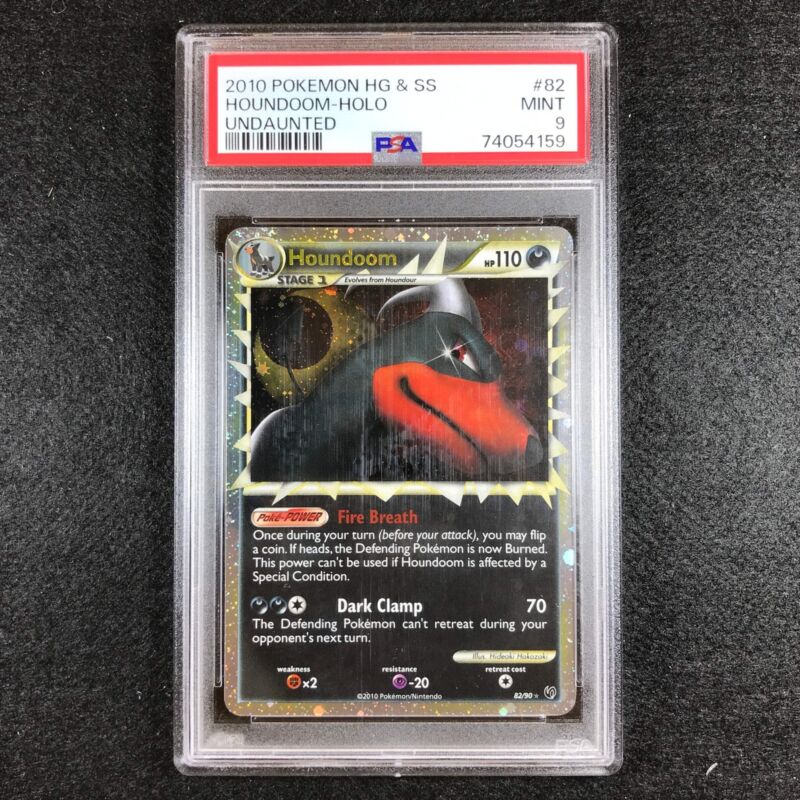 2010 POKEMON HG & SS #82
HOUNDOOM-HOLO MINT
UNDAUNTED 9
PSA 74054159
Houndoom HP 110
STAGE 1 Evolves from Houndour
Poké-POWER Fire Breath
Once during your turn (before your attack), you may flip
a coin. If heads, the Defending Pokémon is now Burned.
This power can't be used if Houndoom is affected by a
Special Condition.
Dark Clamp 70
The Defending Pokémon can't retreat during your
opponent's next turn.
Illus. Hideaki Hakozaki
weakness resistance retreat cost
×2 -20
©2010 Pokémon/Nintendo 82/90 ★